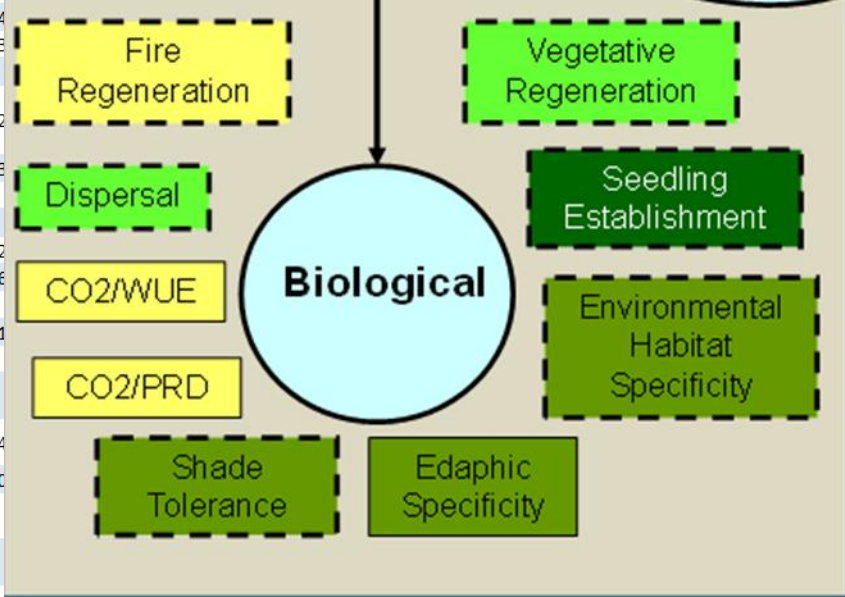 Fire
Regeneration
Vegetative
Regeneration
Dispersal
Seedling
Establishment
Biological
CO2/WUE
Environmental
Habitat
Specificity
CO2/PRD
Shade
Tolerance
Edaphic
Specificity